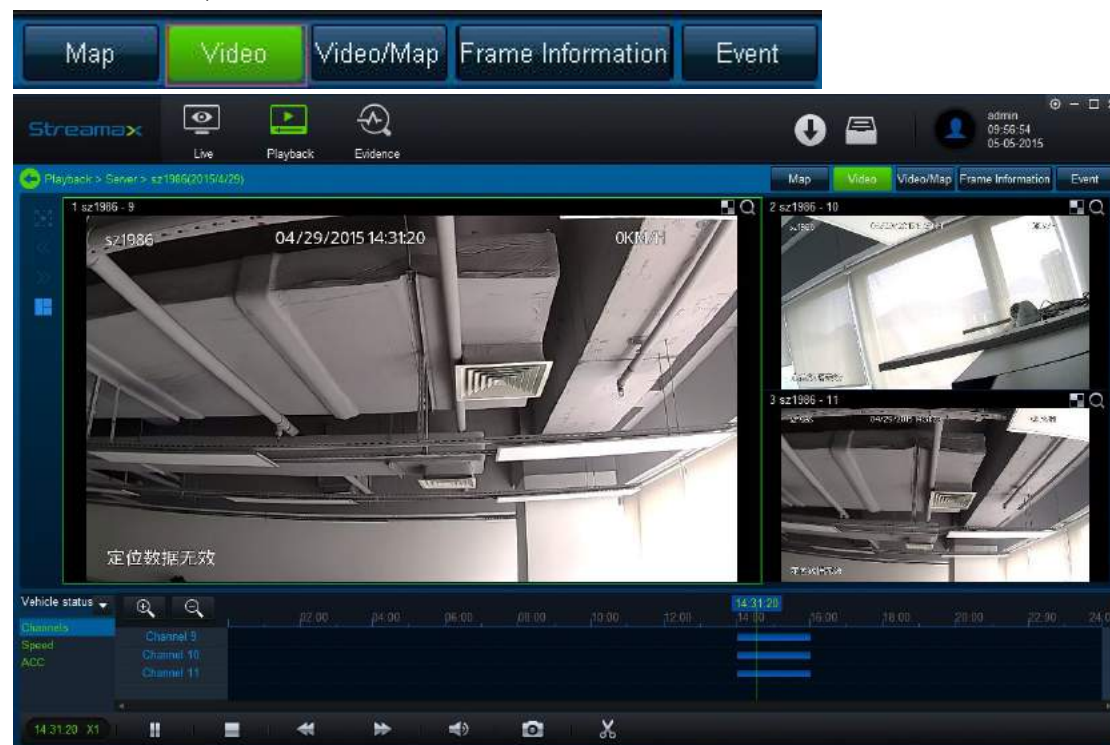 Map Video Video/Map Frame Information Event
Streamax
Live Playback Evidence
admin
09:56:54
05-05-2015
Playback > Server > sz1986(2015/4/29)
Map Video Video/Map Frame Information Event
1 sz1986 - 9
sz1986 04/29/2015 14:31:20 0KM/H
定位数据无效
2 sz1986 - 10
3 sz1986 - 11
Vehicle status
Channels
Speed
ACC
14:31:20
02:00 04:00 06:00 08:00 10:00 12:00 14:00 16:00 18:00 20:00 22:00 24:0
Channel 9
Channel 10
Channel 11
14:31:20 X1